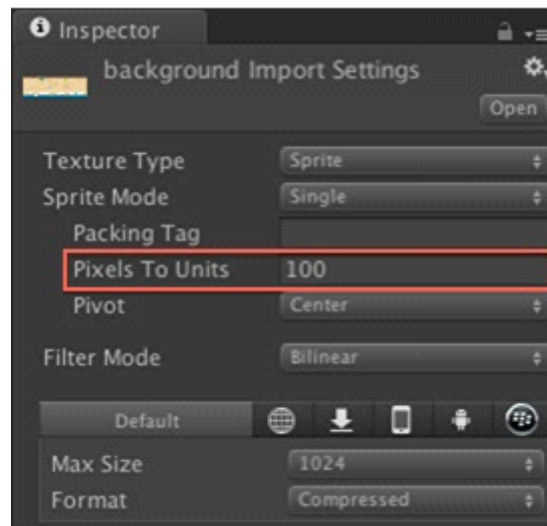 Inspector
background Import Settings
Open
Texture Type Sprite
Sprite Mode Single
Packing Tag
Pixels To Units 100
Pivot Center
Filter Mode Bilinear
Default
Max Size 1024
Format Compressed